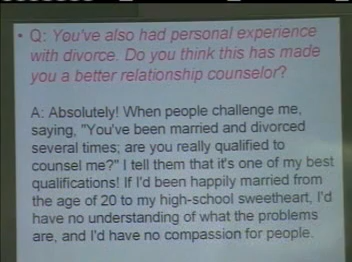 • Q: You've also had personal experience
with divorce. Do you think this has made
you a better relationship counselor?
A: Absolutely! When people challenge me,
saying, "You've been married and divorced
several times; are you really qualified to
counsel me?" I tell them that it's one of my best
qualifications! If I'd been happily married from
the age of 20 to my high-school sweetheart, I'd
have no understanding of what the problems
are, and I'd have no compassion for people.